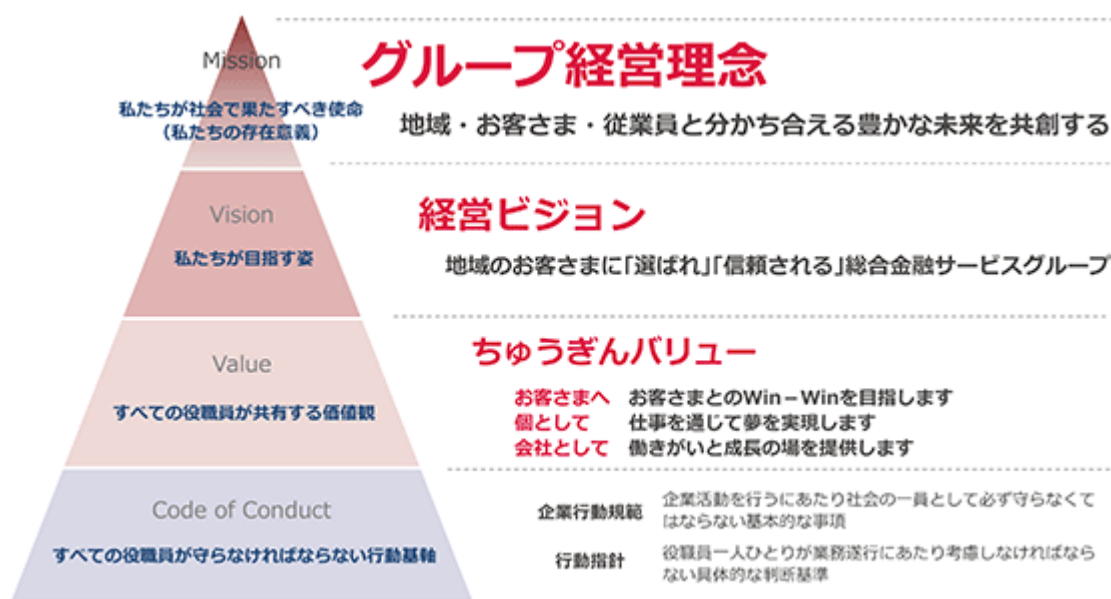 Mission
私たちが社会で果たすべき使命
(私たちの存在意義)
グループ経営理念
地域・お客さま・従業員と分かち合える豊かな未来を共創する
Vision
私たちが目指す姿
経営ビジョン
地域のお客さまに「選ばれ」「信頼される」総合金融サービスグループ
Value
すべての役職員が共有する価値観
ちゅうぎんバリュー
お客さまへ お客さまとのWin-Winを目指します
個として 仕事を通じて夢を実現します
会社として 働きがいと成長の場を提供します
Code of Conduct
すべての役職員が守らなければならない行動基軸
企業行動規範 企業活動を行うにあたり社会の一員として必ず守らなくて
はならない基本的な事項
行動指針 役職員一人ひとりが業務遂行にあたり考慮しなければなら
ない具体的な判断基準